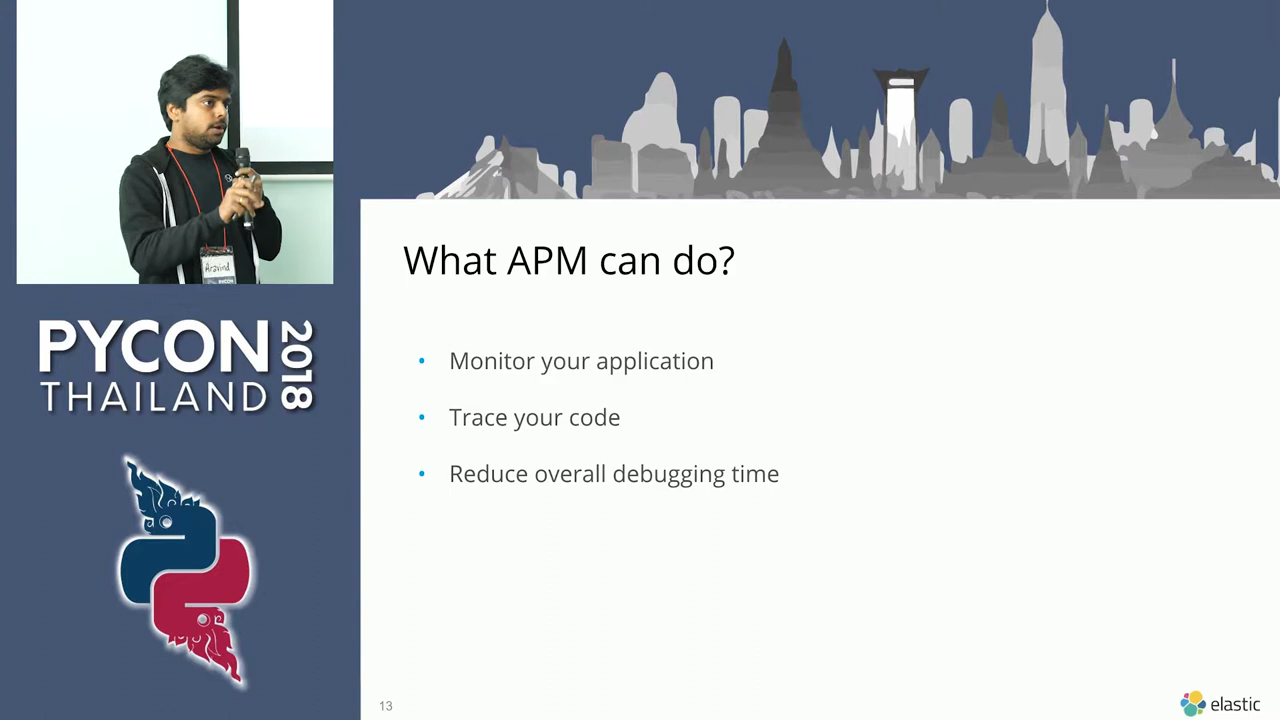 Aravind
PYCON
THAILAND
2018
What APM can do?
• Monitor your application
• Trace your code
• Reduce overall debugging time
13
elastic